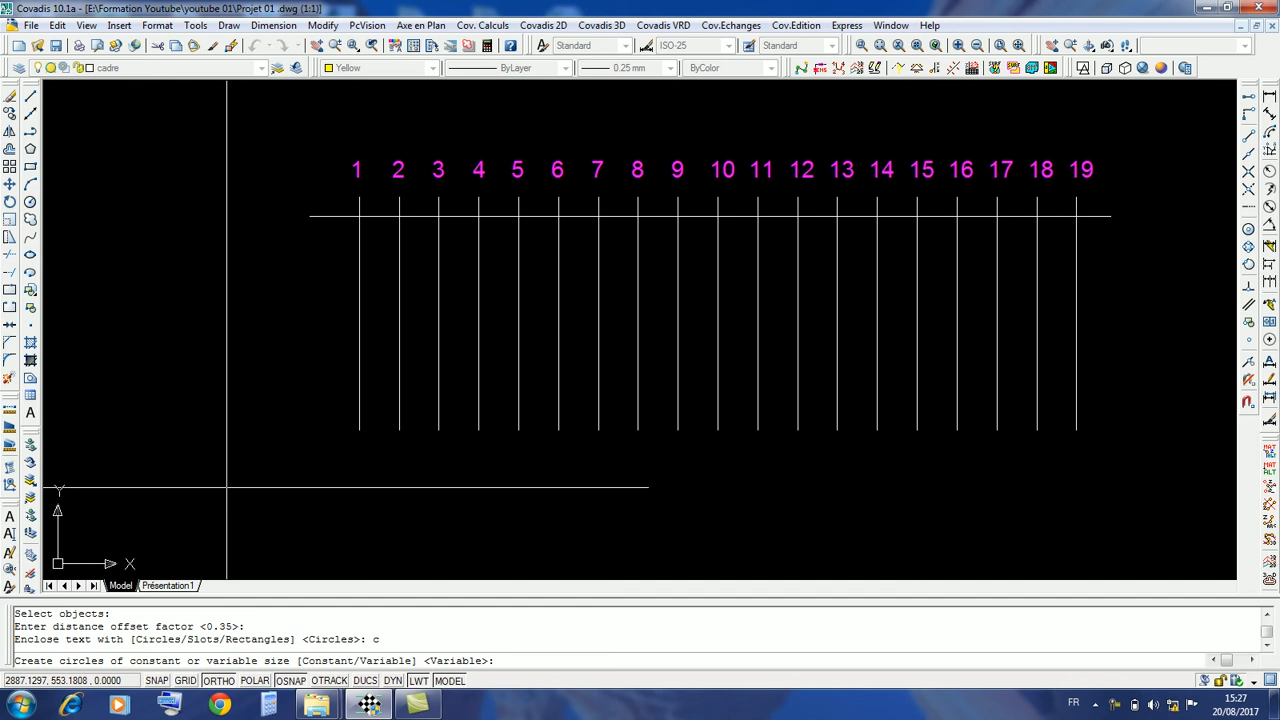 Covadis 10.1a - [E:\Formation Youtube\youtube 01\Projet 01 .dwg (1:1)]
File Edit View Insert Format Tools Draw Dimension Modify PcVision Axe en Plan Cov. Calculs Covadis 2D Covadis 3D Covadis VRD Cov.Echanges Cov.Edition Express Window Help
Standard ISO-25 Standard
cadre Yellow ByLayer 0.25 mm ByColor
1 2 3 4 5 6 7 8 9 10 11 12 13 14 15 16 17 18 19
Y
X
Model Présentation1
Select objects:
Enter distance offset factor <0.35>:
Enclose text with [Circles/Slots/Rectangles] <Circles>: c
Create circles of constant or variable size [Constant/Variable] <Variable>:
2887.1297, 553.1808 , 0.0000 SNAP GRID ORTHO POLAR OSNAP OTRACK DUCS DYN LWT MODEL
FR 15:27
20/08/2017